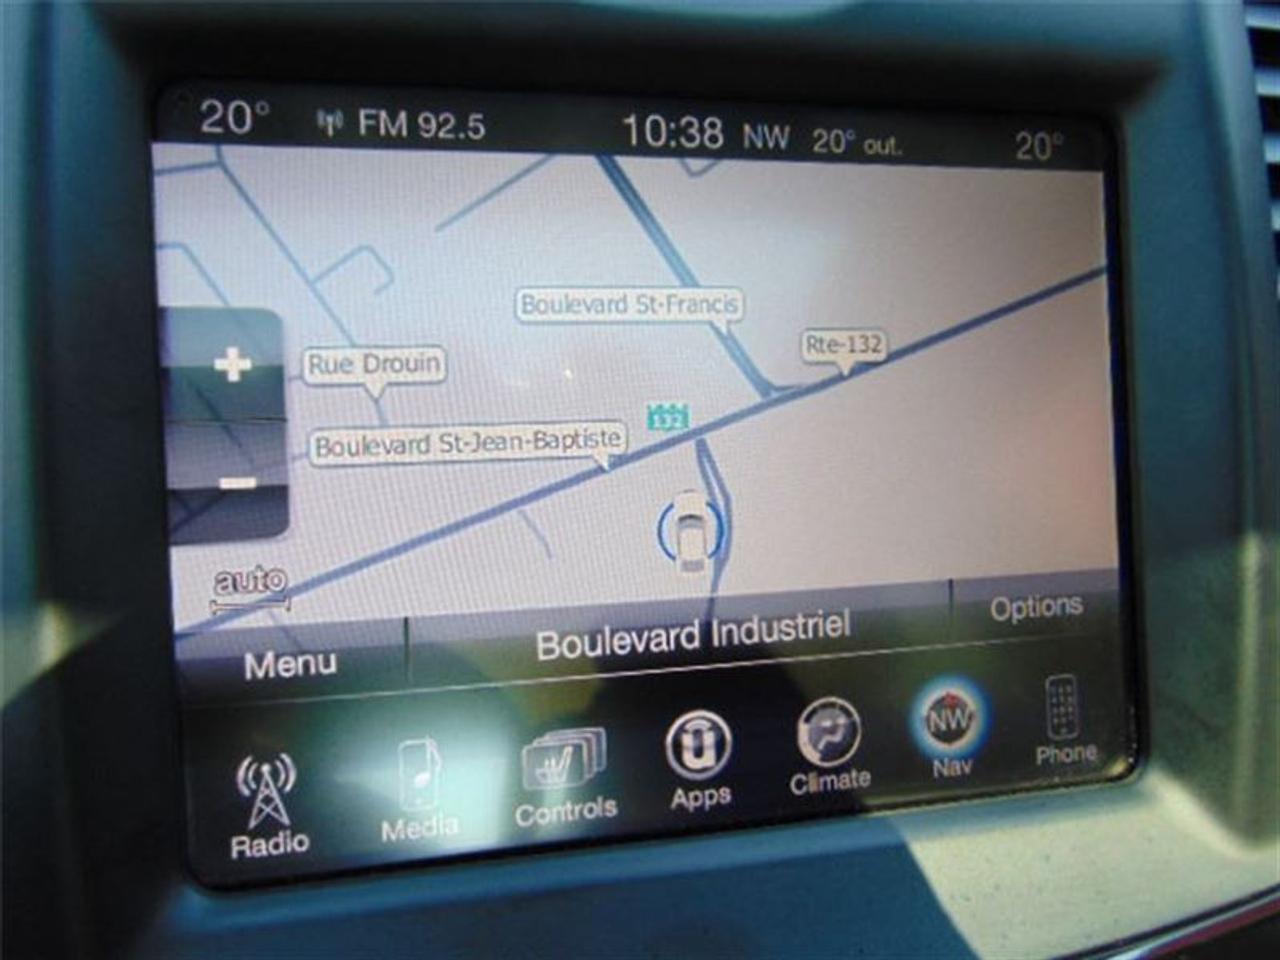 20° FM 92.5 10:38 NW 20° out. 20°
Boulevard St-Francis
Rte-132
Rue Drouin
132
Boulevard St-Jean-Baptiste
+
-
auto
Menu Boulevard Industriel Options
NW
Radio Media Controls Apps Climate Nav Phone